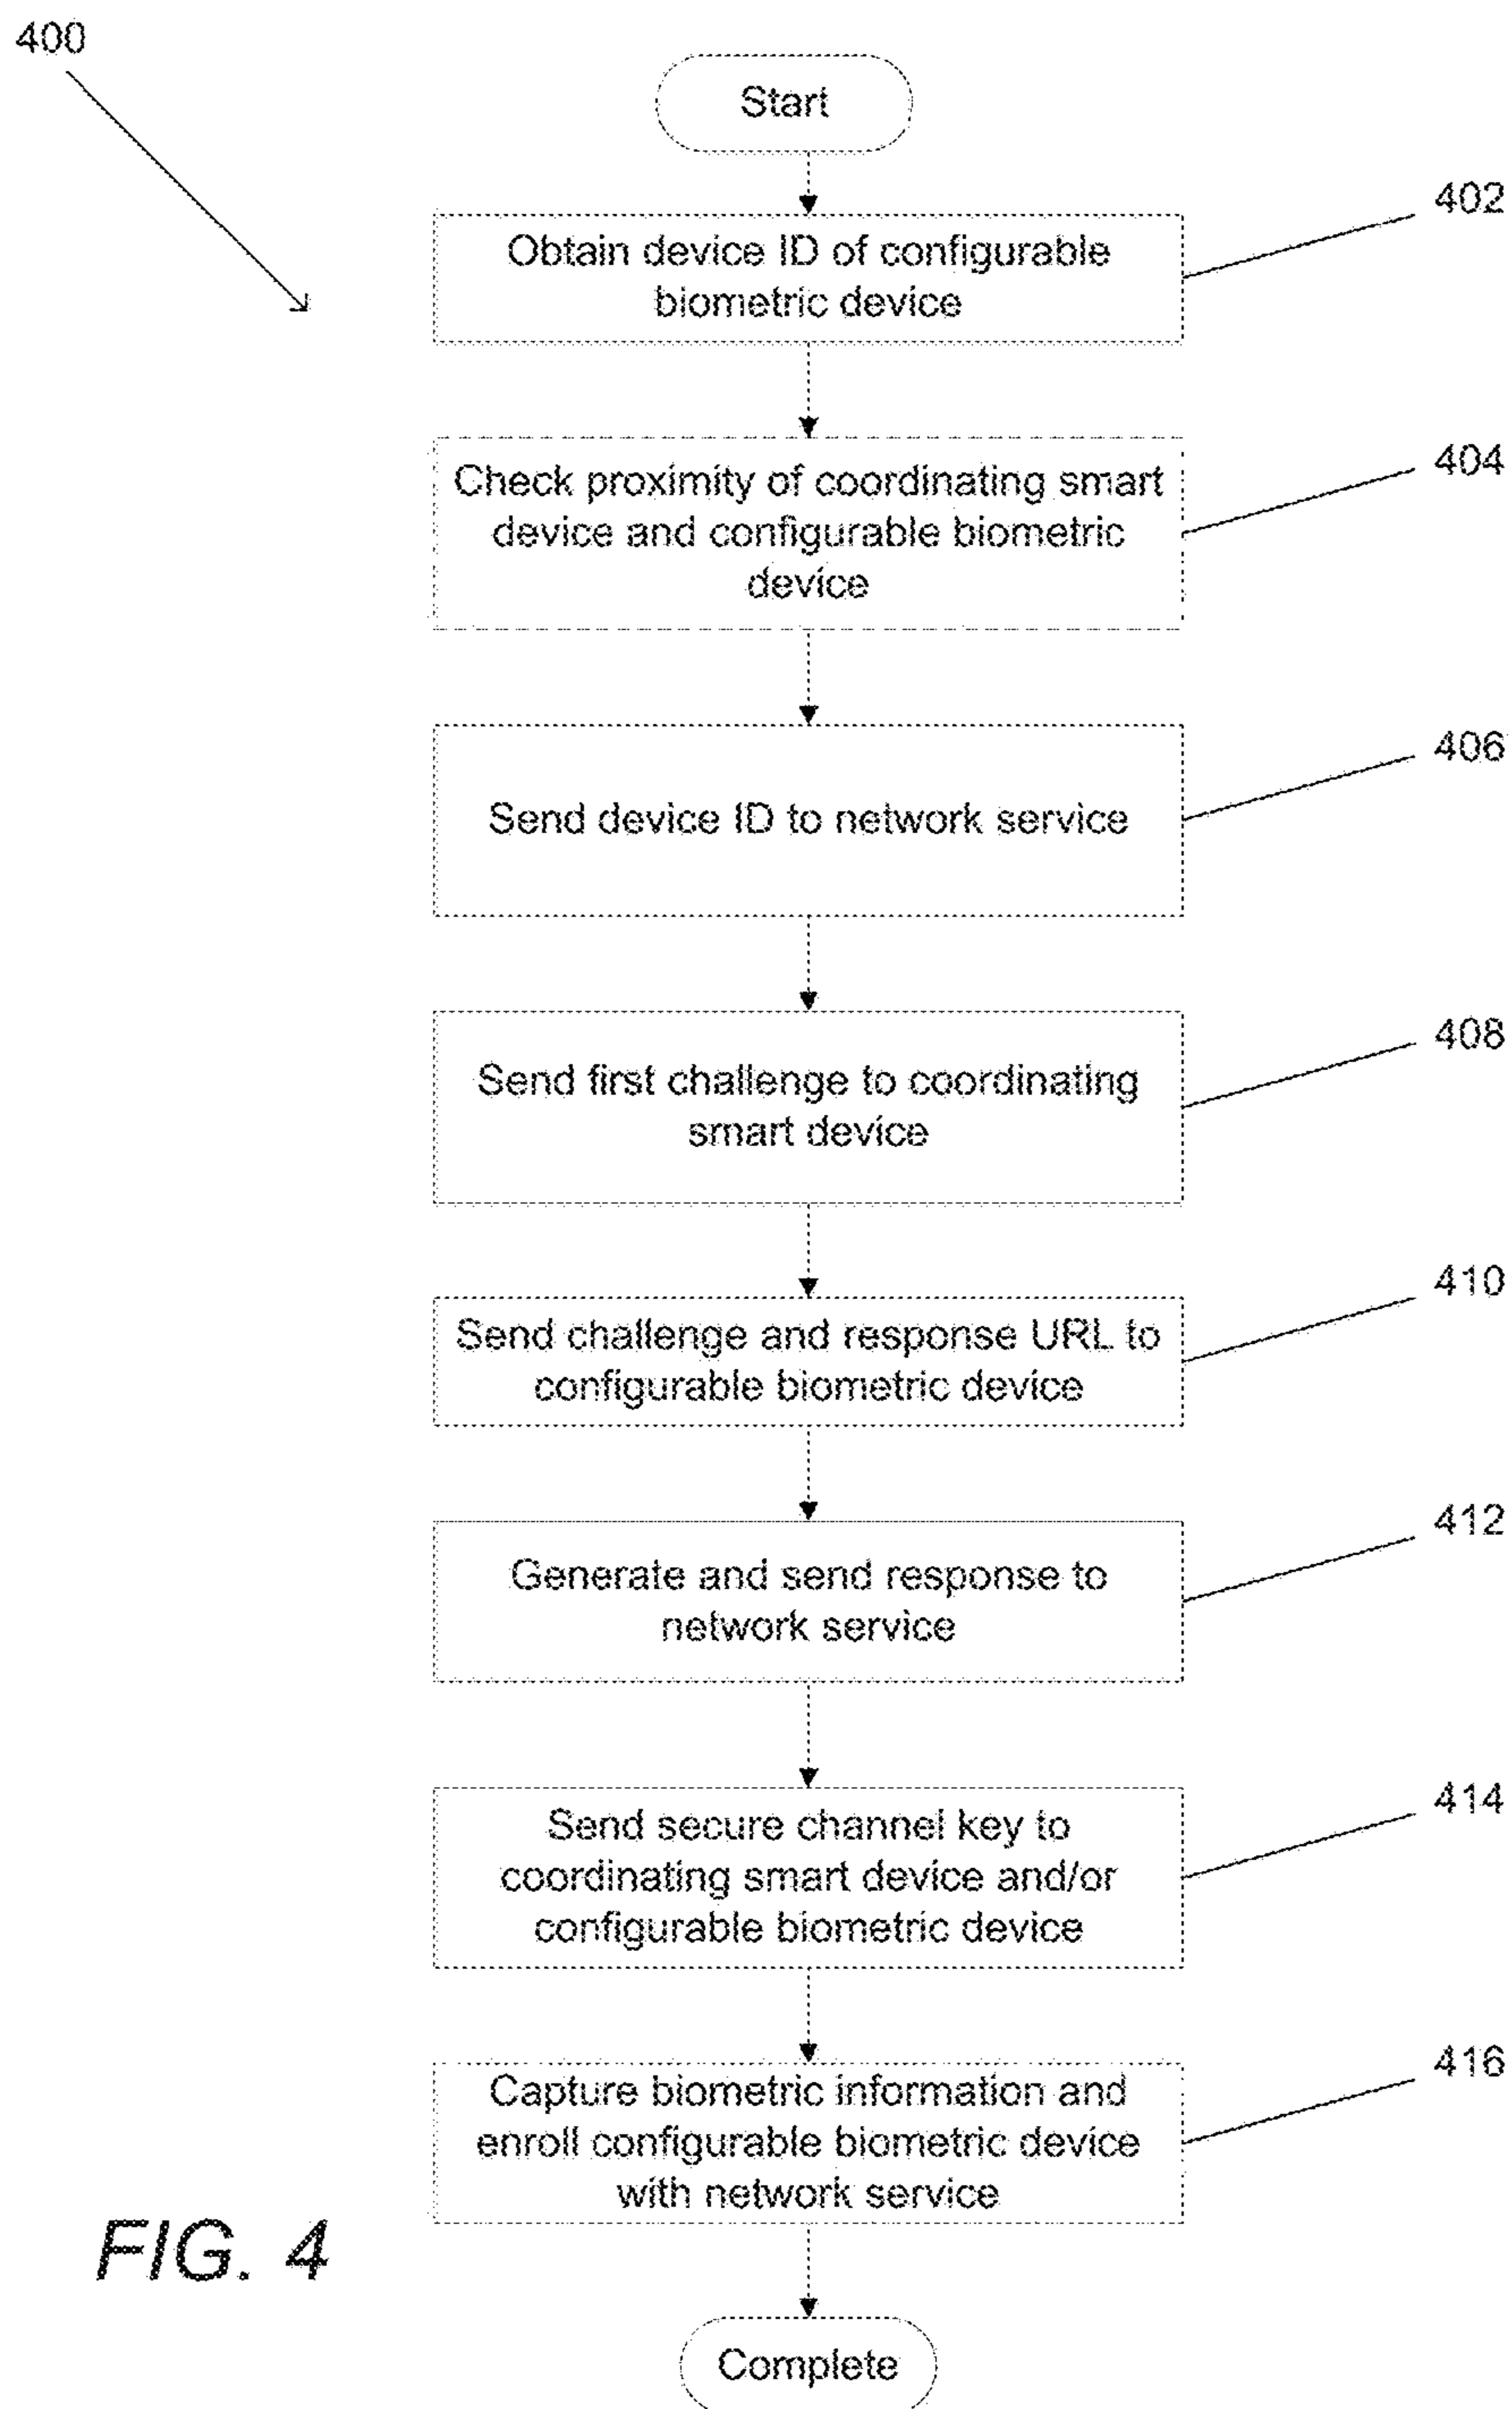 400
Start
402
Obtain device ID of configurable
biometric device
404
Check proximity of coordinating smart
device and configurable biometric
device
406
Send device ID to network service
408
Send first challenge to coordinating
smart device
410
Send challenge and response URL to
configurable biometric device
412
Generate and send response to
network service
414
Send secure channel key to
coordinating smart device and/or
configurable biometric device
416
Capture biometric information and
enroll configurable biometric device
with network service
FIG. 4
Complete